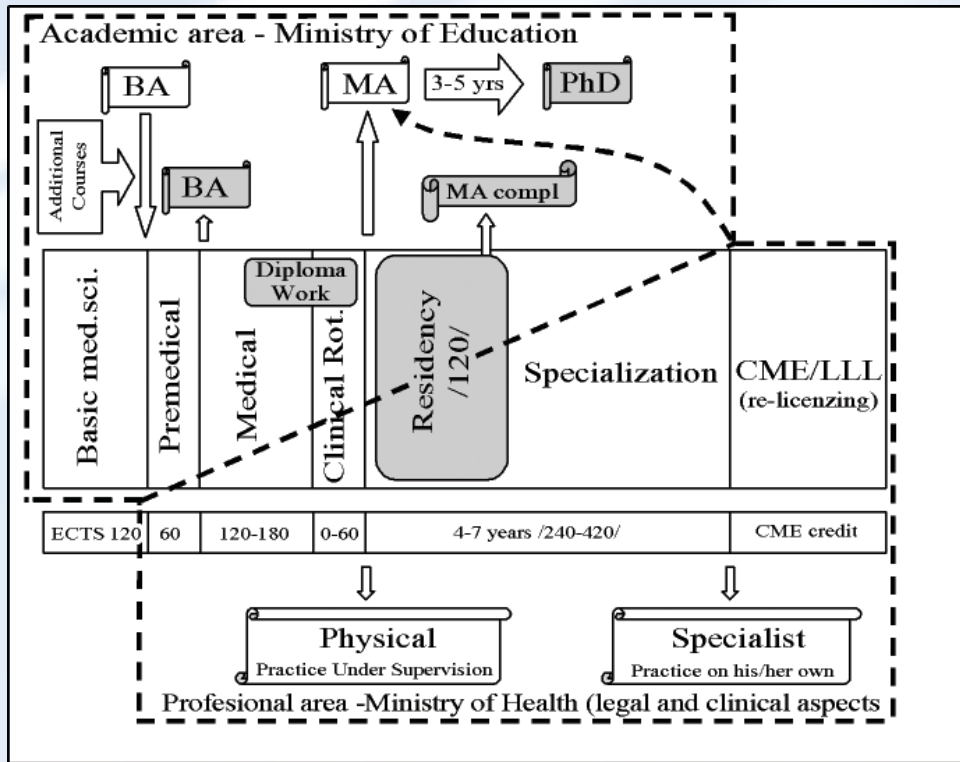 Academic area - Ministry of Education
BA
MA
3-5 yrs
PhD
Additional
Courses
BA
MA compl
Basic med.sci.
Premedical
Medical
Diploma
Work
Clinical Rot.
Residency
/120/
Specialization
CME/LLL
(re-licenzing)
ECTS 120
60
120-180
0-60
4-7 years /240-420/
CME credit
Physical
Practice Under Supervision
Specialist
Practice on his/her own
Profesional area -Ministry of Health (legal and clinical aspects